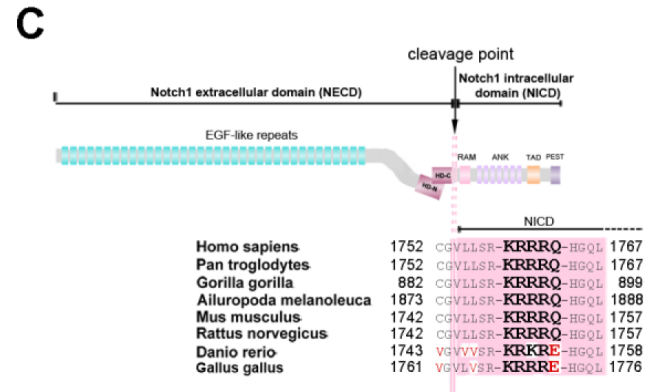 C
cleavage point
Notch1 extracellular domain (NECD)
Notch1 intracellular
domain (NICD)
EGF-like repeats
RAM ANK TAD PEST
HD-C
HD-N
NICD
Homo sapiens 1752 CGVLLSR-KRRRQ-HGQL 1767
Pan troglodytes 1752 CGVLLSR-KRRRQ-HGQL 1767
Gorilla gorilla 882 CGVLLSR-KRRRQ-HGQL 899
Ailuropoda melanoleuca 1873 CGVLLSR-KRRRQ-HGQL 1888
Mus musculus 1742 CGVLLSR-KRRRQ-HGQL 1757
Rattus norvegicus 1742 CGVLLSR-KRRRQ-HGQL 1757
Danio rerio 1743 VGVVVSR-KRKRE-HGQL 1758
Gallus gallus 1761 VGVLVSR-KRRRE-HGQL 1776